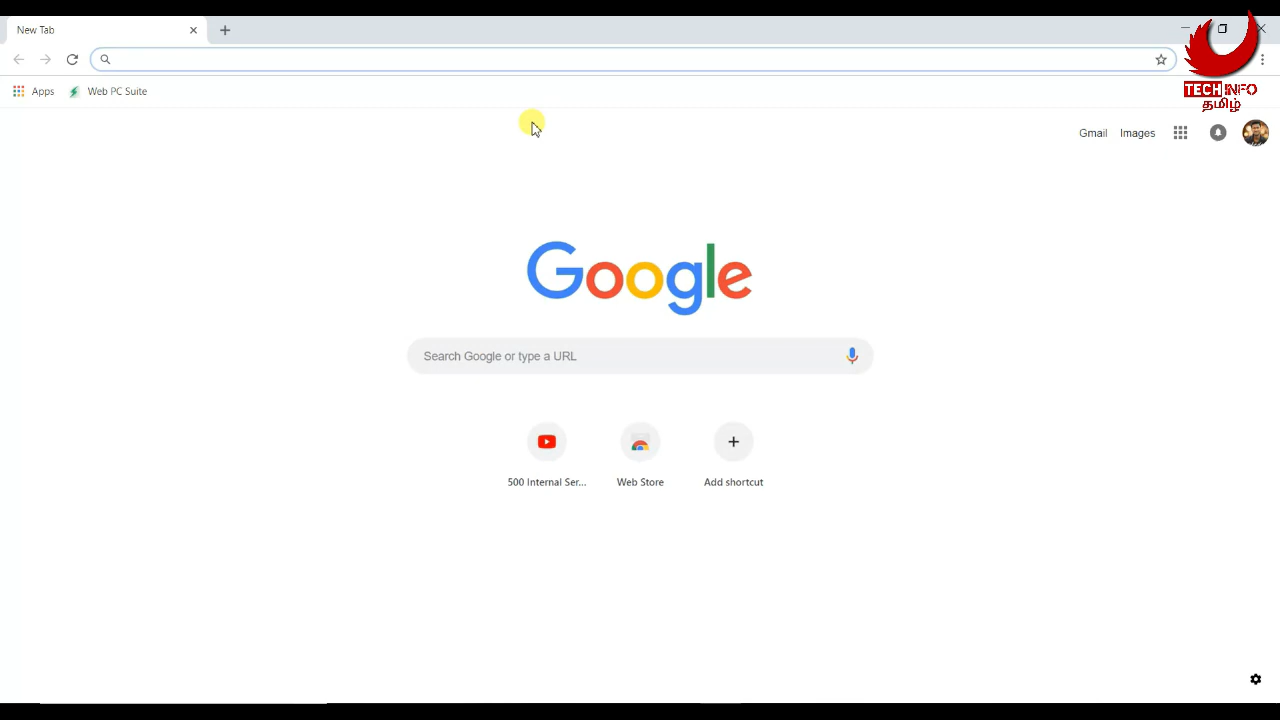 New Tab
Apps Web PC Suite
TECH INFO
தமிழ்
Gmail Images
Google
Search Google or type a URL
500 Internal Ser... Web Store Add shortcut